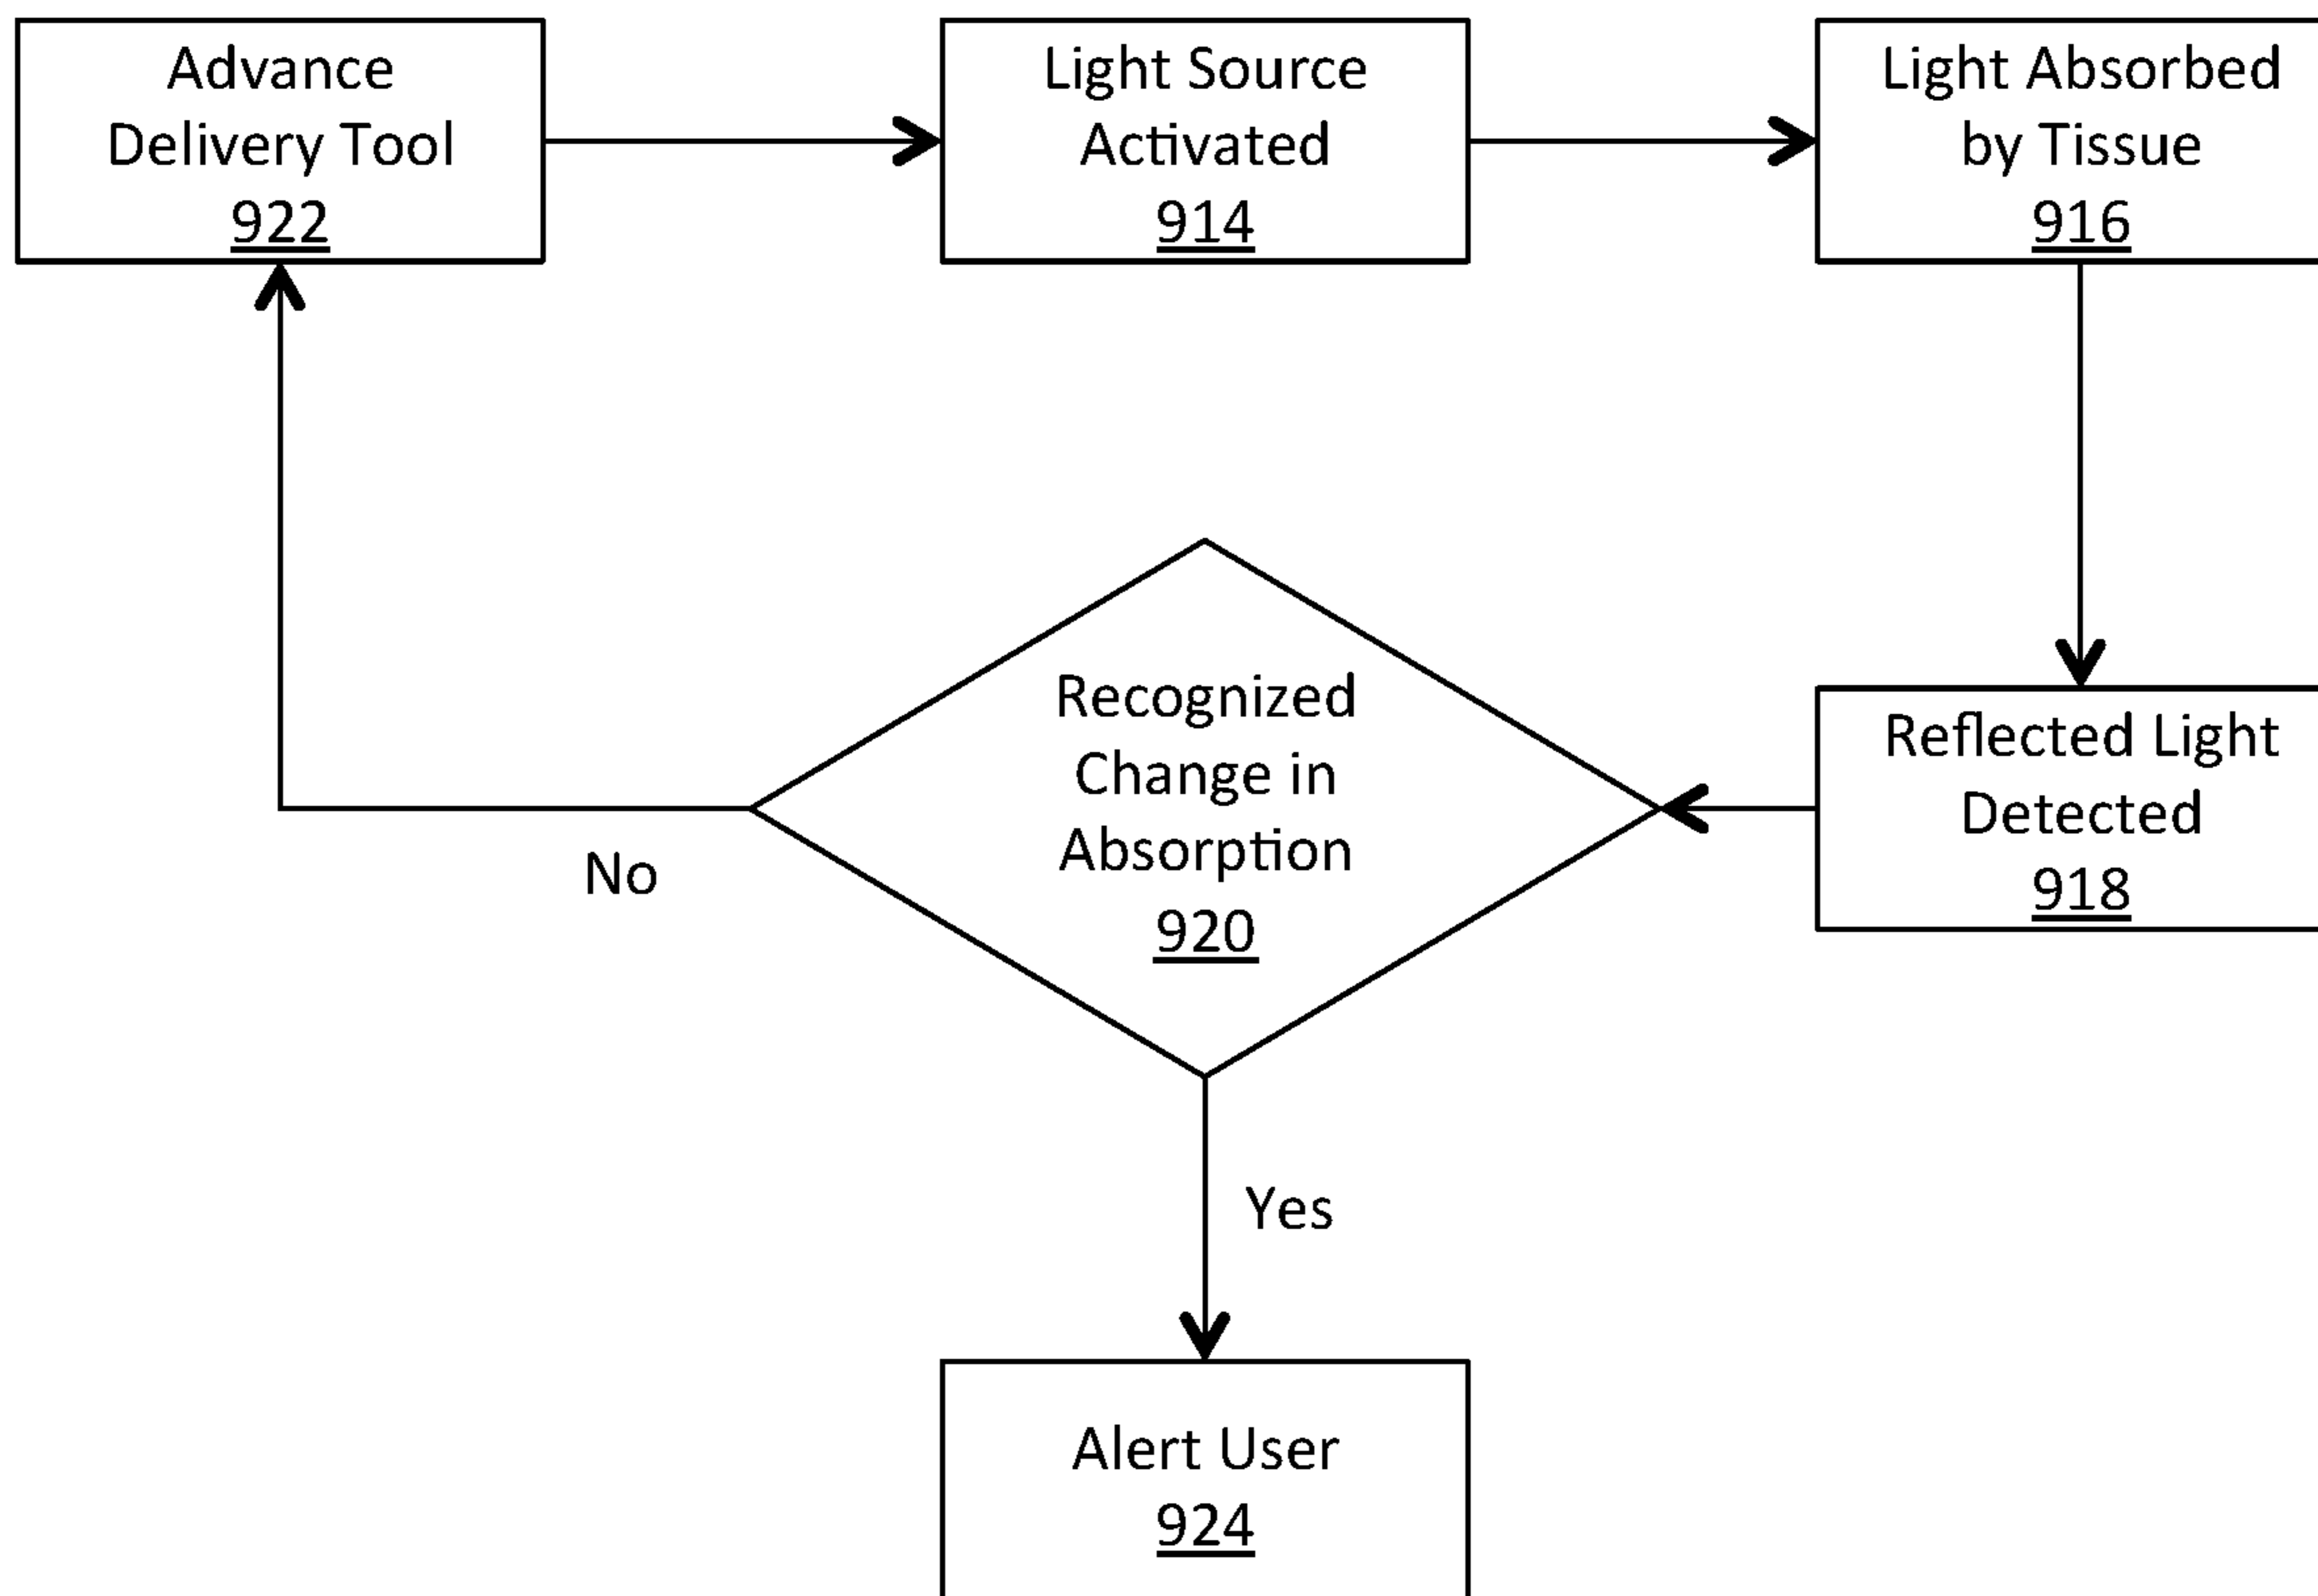 Advance
Delivery Tool
922
Light Source
Activated
914
Light Absorbed
by Tissue
916
Recognized
Change in
Absorption
920
Reflected Light
Detected
918
No
Yes
Alert User
924